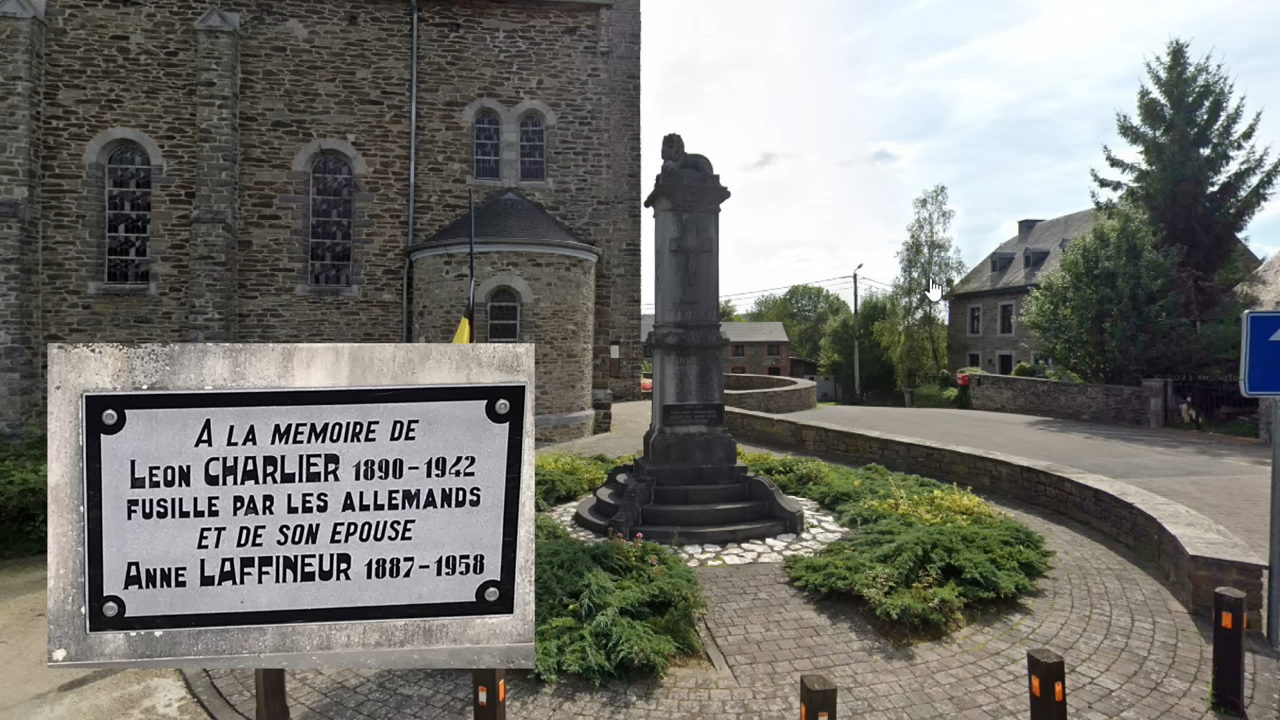 A LA MEMOIRE DE
LEON CHARLIER 1890-1942
FUSILLE PAR LES ALLEMANDS
ET DE SON EPOUSE
ANNE LAFFINEUR 1887-1958